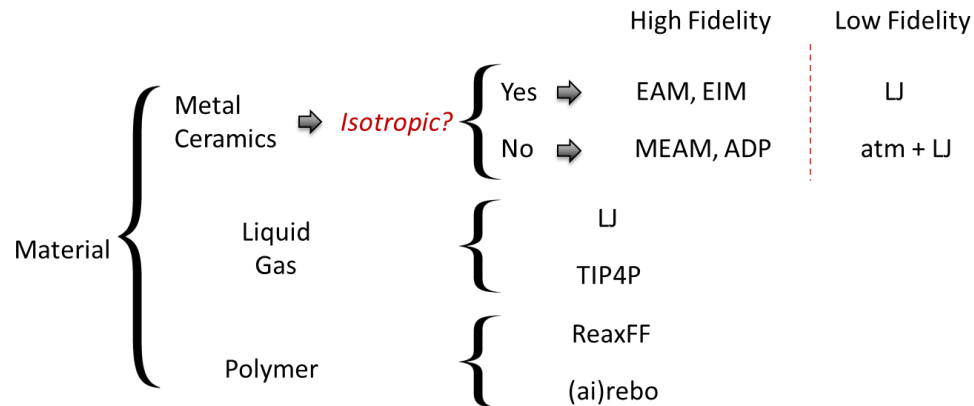 High Fidelity Low Fidelity
Metal
Ceramics
Isotropic?
Yes EAM, EIM LJ
No MEAM, ADP atm + LJ
Material
Liquid
Gas
LJ
TIP4P
Polymer
ReaxFF
(ai)rebo